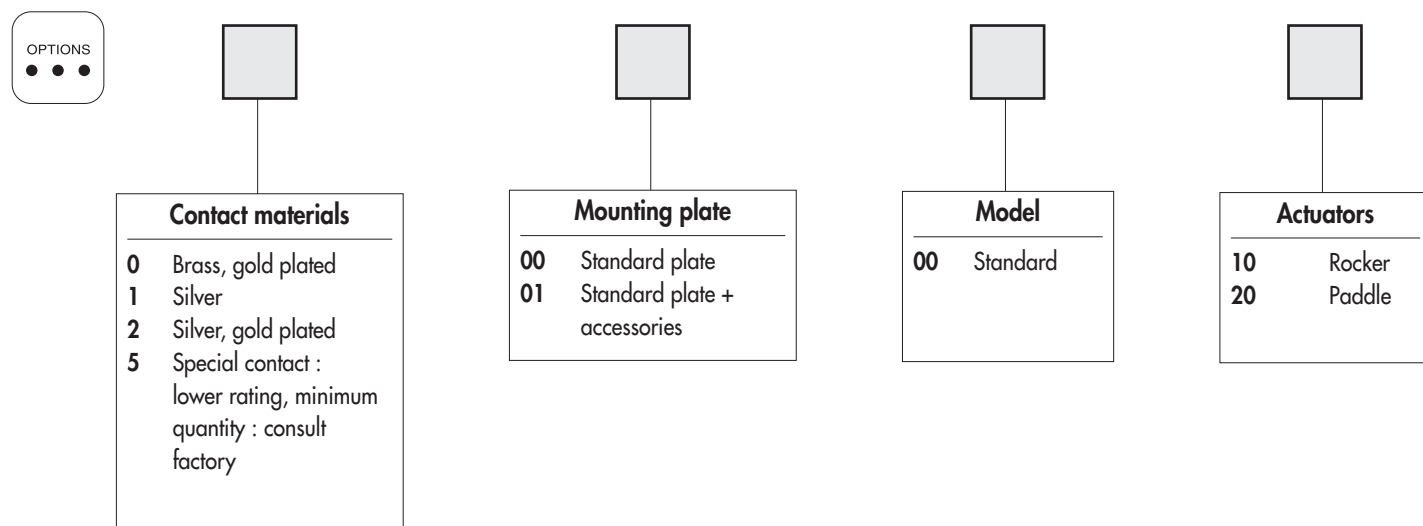 OPTIONS
Contact materials
0 Brass, gold plated
1 Silver
2 Silver, gold plated
5 Special contact :
lower rating, minimum
quantity : consult
factory
Mounting plate
00 Standard plate
01 Standard plate +
accessories
Model
00 Standard
Actuators
10 Rocker
20 Paddle